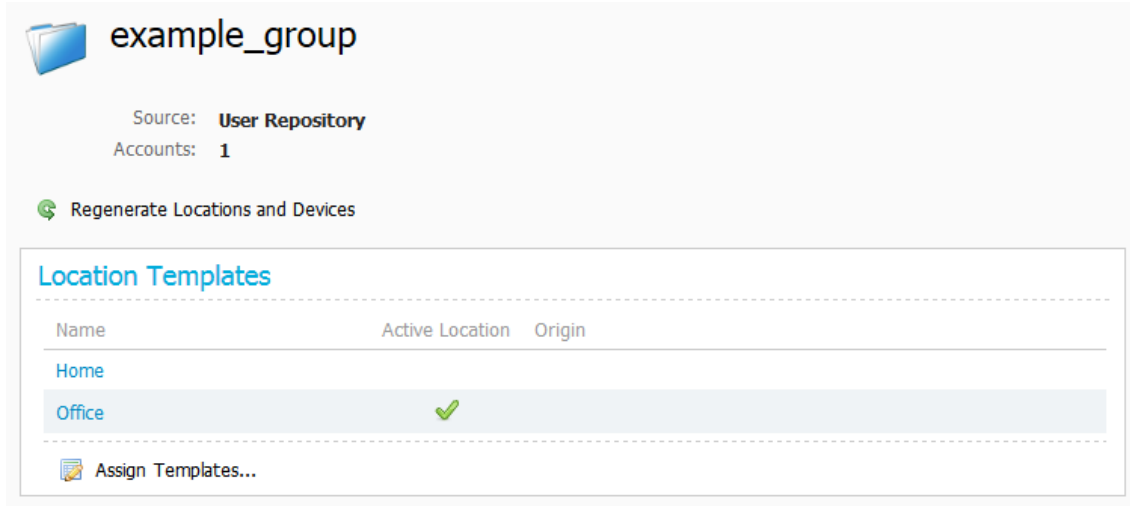 example_group
Source: User Repository
Accounts: 1
Regenerate Locations and Devices
Location Templates
Name Active Location Origin
Home
Office
Assign Templates...